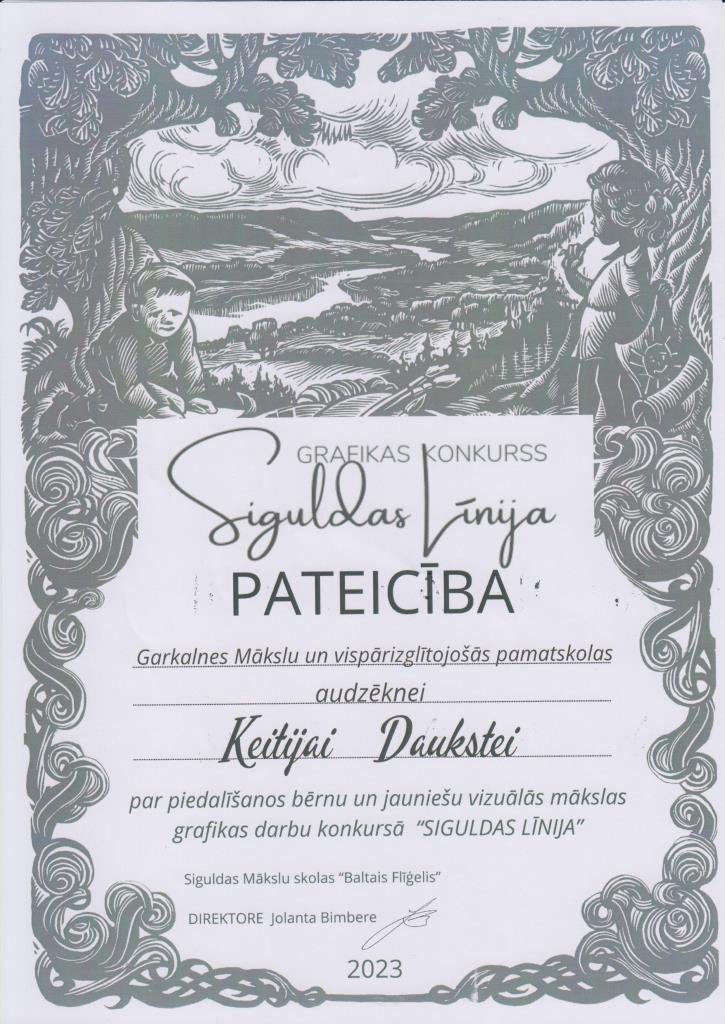 GRAFIKAS KONKURSS
Siguldas Līnija
PATEICĪBA
Garkalnes Mākslu un vispārizglītojošās pamatskolas
audzēknei
Keitijai Daukstei
par piedalīšanos bērnu un jauniešu vizuālās mākslas
grafikas darbu konkursā “SIGULDAS LĪNIJA”
Siguldas Mākslu skolas “Baltais Flīģelis”
DIREKTORE Jolanta Bimbere
2023